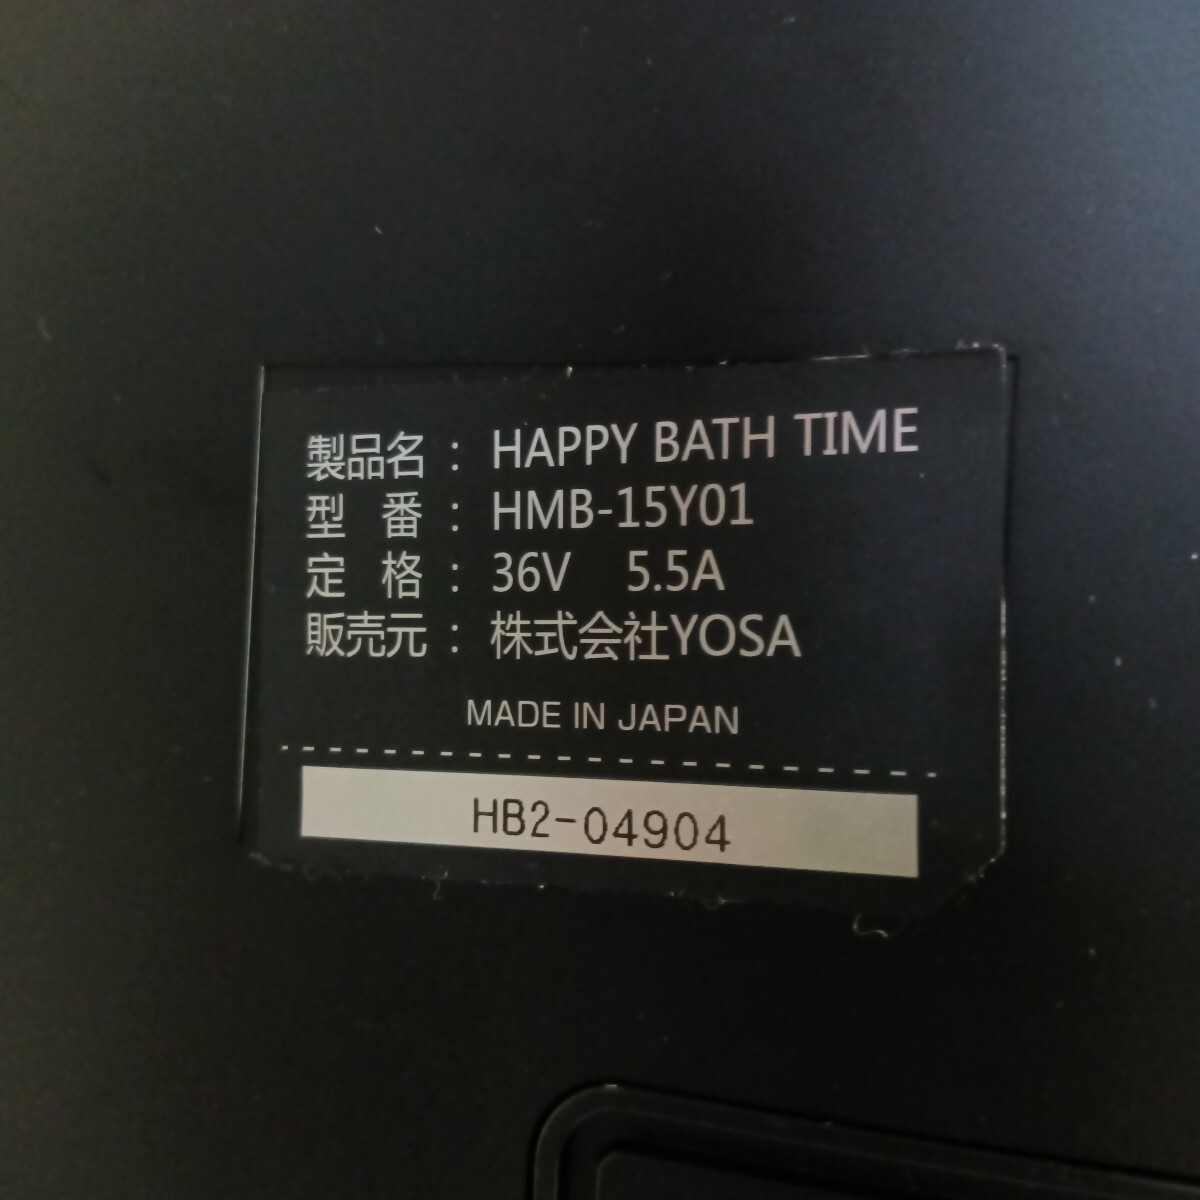 製品名： HAPPY BATH TIME
型　番： HMB-15Y01
定　格： 36V　5.5A
販売元： 株式会社YOSA
MADE IN JAPAN
HB2-04904